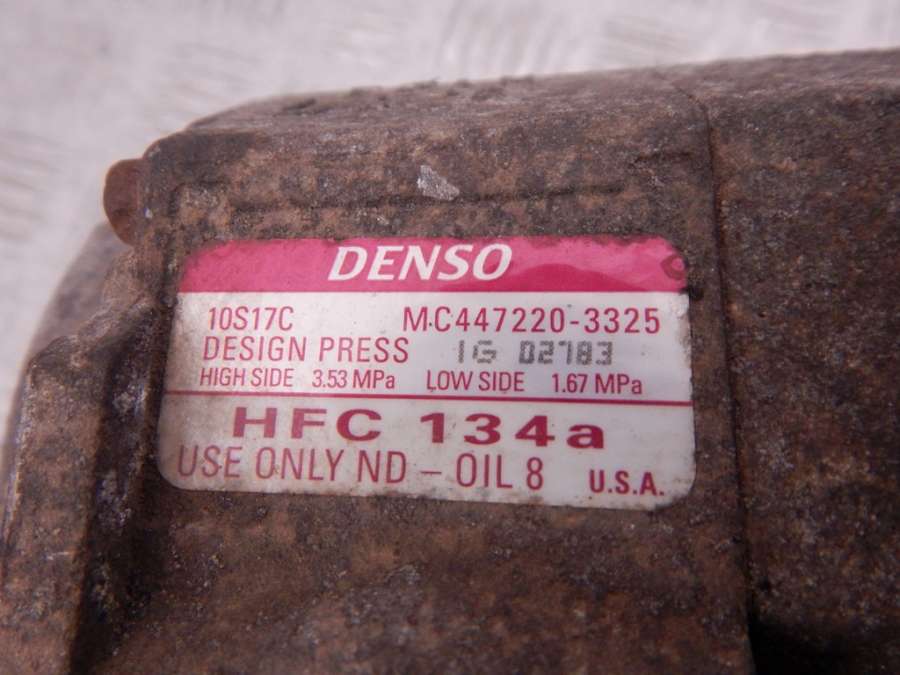 DENSO
10S17C MC447220-3325
DESIGN PRESS 1G 02783
HIGH SIDE 3.53 MPa LOW SIDE 1.67 MPa
HFC 134a
USE ONLY ND-OIL 8 U.S.A.